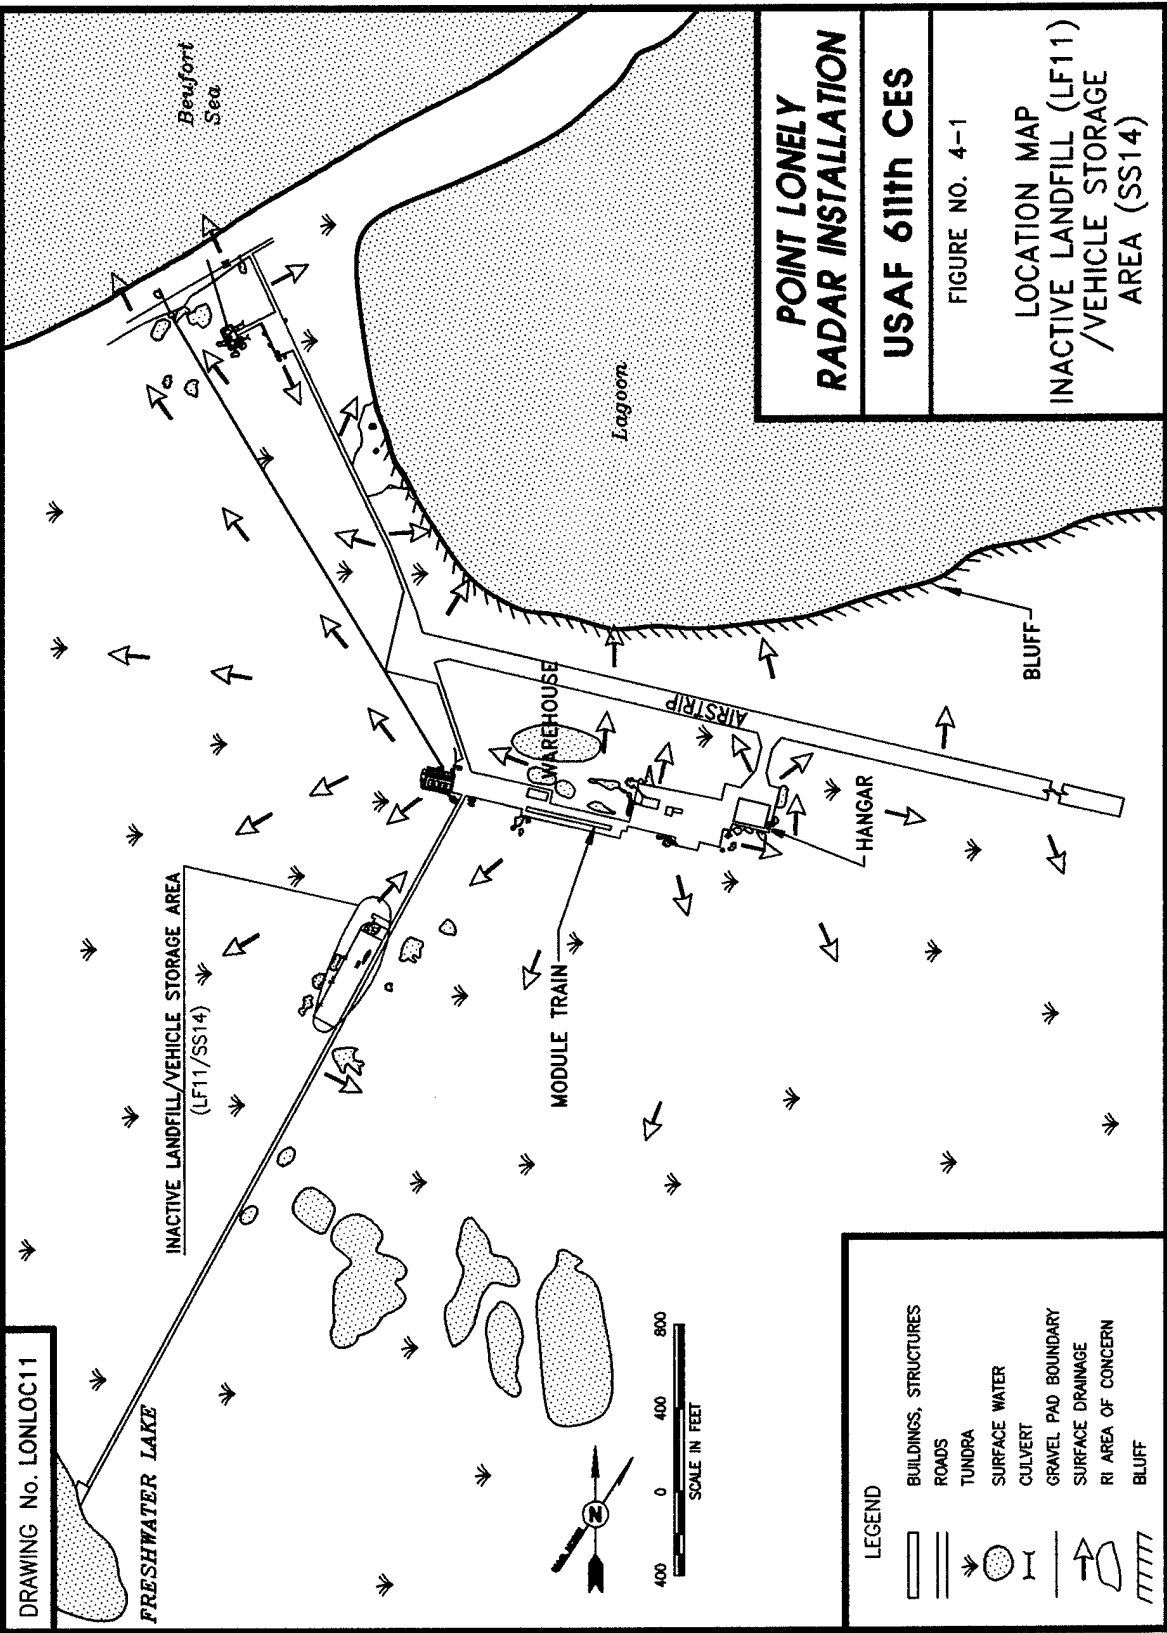 DRAWING No. LONLOC11
Beufort
Sea
Lagoon
FRESHWATER LAKE
INACTIVE LANDFILL/VEHICLE STORAGE AREA
(LF11/SS14)
WAREHOUSE
AIRSTRIP
MODULE TRAIN
HANGAR
BLUFF
N
400
0
400
800
SCALE IN FEET
LEGEND
BUILDINGS, STRUCTURES
ROADS
TUNDRA
SURFACE WATER
CULVERT
GRAVEL PAD BOUNDARY
SURFACE DRAINAGE
RI AREA OF CONCERN
BLUFF
POINT LONELY
RADAR INSTALLATION
USAF 611th CES
FIGURE NO. 4-1
LOCATION MAP
INACTIVE LANDFILL (LF11)
/VEHICLE STORAGE
AREA (SS14)